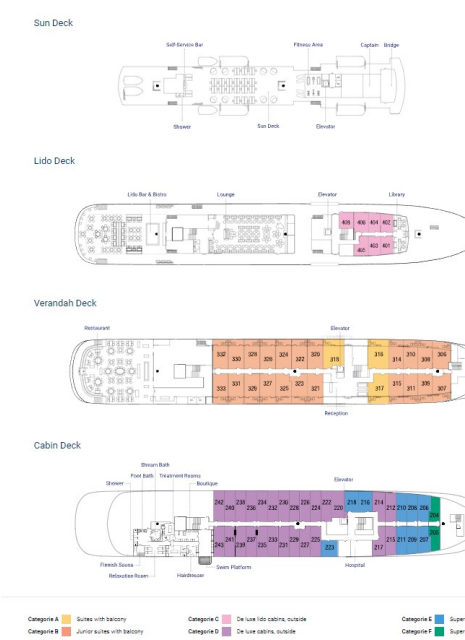 Sun Deck
Self-Service Bar
Fitness Area
Captain
Bridge
Shower
Sun Deck
Elevator
Lido Deck
Lido Bar & Bistro
Lounge
Elevator
Library
408 406 404 402
403 401
Verandah Deck
Restaurant
Elevator
332 330 328 326 324 322 320 318
316 314 310 308 306
333 331 329 327 325 323 321
317 315 311 309 307
Reception
Cabin Deck
Steam Bath
Foot Bath
Treatment Rooms
Shower
Boutique
Elevator
242 240 238 236 234 232 230 228 226 224 222 220 218 216 214 212 210 208 206
243 241 239 237 235 233 231 229 227 225 223
217 215 211 209 207
Finnish Sauna
Relaxation Room
Hairdresser
Swim Platform
Hospital
Categorie A Suites with balcony
Categorie B Junior suites with balcony
Categorie C De luxe lido cabins, outside
Categorie D De luxe cabins, outside
Categorie E Super
Categorie F Super